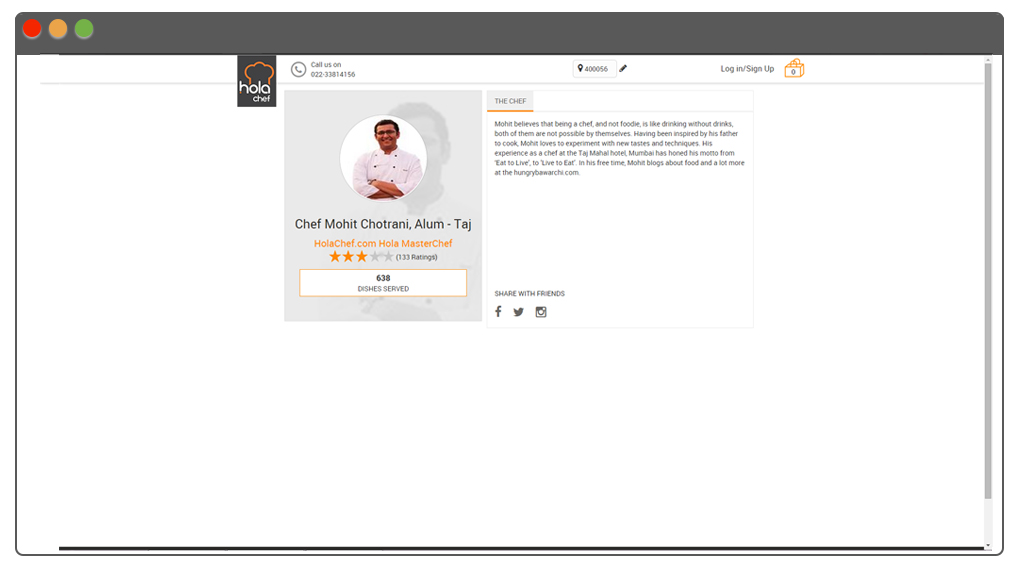 hola
chef
Call us on
022-33814156
400056
Log in/Sign Up
0
Chef Mohit Chotrani, Alum - Taj
HolaChef.com Hola MasterChef
(133 Ratings)
638
DISHES SERVED
THE CHEF
Mohit believes that being a chef, and not foodie, is like drinking without drinks,
both of them are not possible by themselves. Having been inspired by his father
to cook, Mohit loves to experiment with new tastes and techniques. His
experience as a chef at the Taj Mahal hotel, Mumbai has honed his motto from
'Eat to Live', to 'Live to Eat'. In his free time, Mohit blogs about food and a lot more
at the hungrybawarchi.com.
SHARE WITH FRIENDS